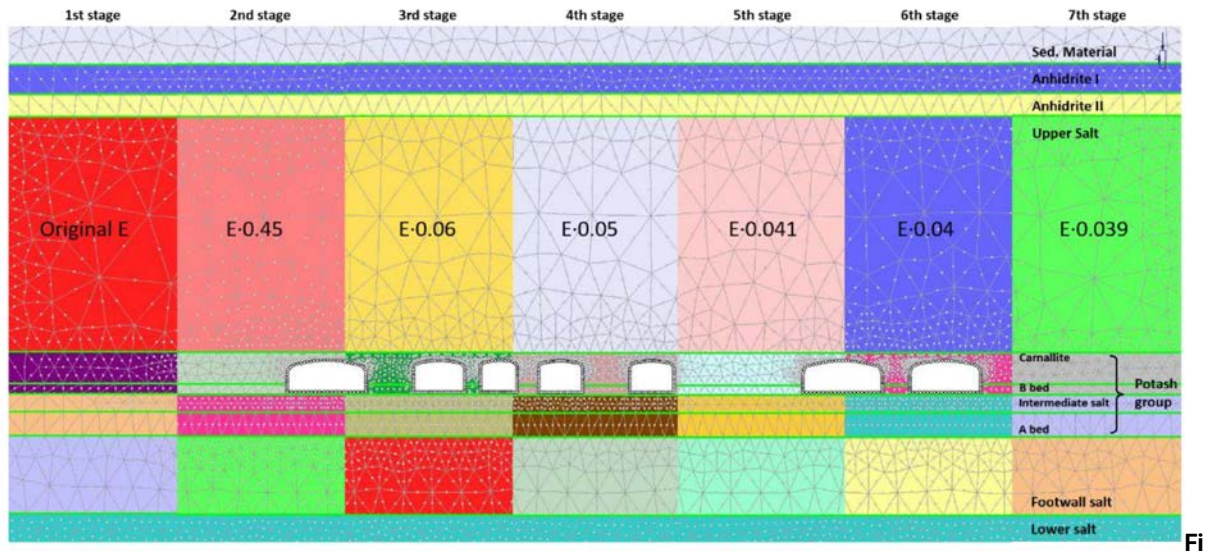 1st stage 2nd stage 3rd stage 4th stage 5th stage 6th stage 7th stage
Sed. Material
Anhidrite I
Anhidrite II
Upper Salt
Original E E·0.45 E·0.06 E·0.05 E·0.041 E·0.04 E·0.039
Carnallite
B bed
Potash
Intermediate salt
group
A bed
Footwall salt
Lower salt
Fi